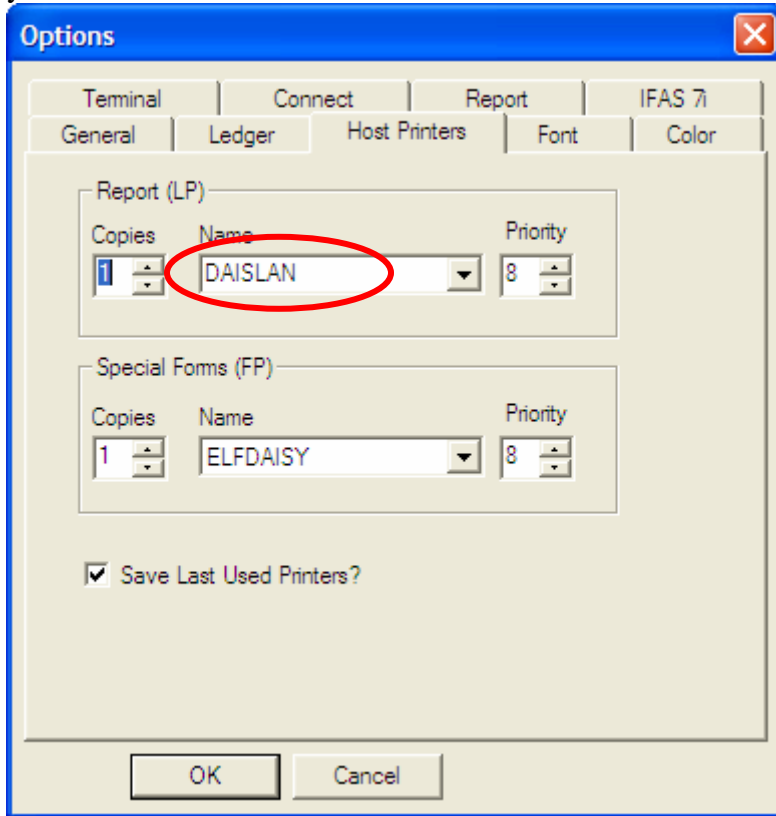 Options
Terminal Connect Report IFAS 7i
General Ledger Host Printers Font Color
Report (LP)
Copies Name Priority
1 DAISLAN 8
Special Forms (FP)
Copies Name Priority
1 ELFDAISY 8
Save Last Used Printers?
OK Cancel